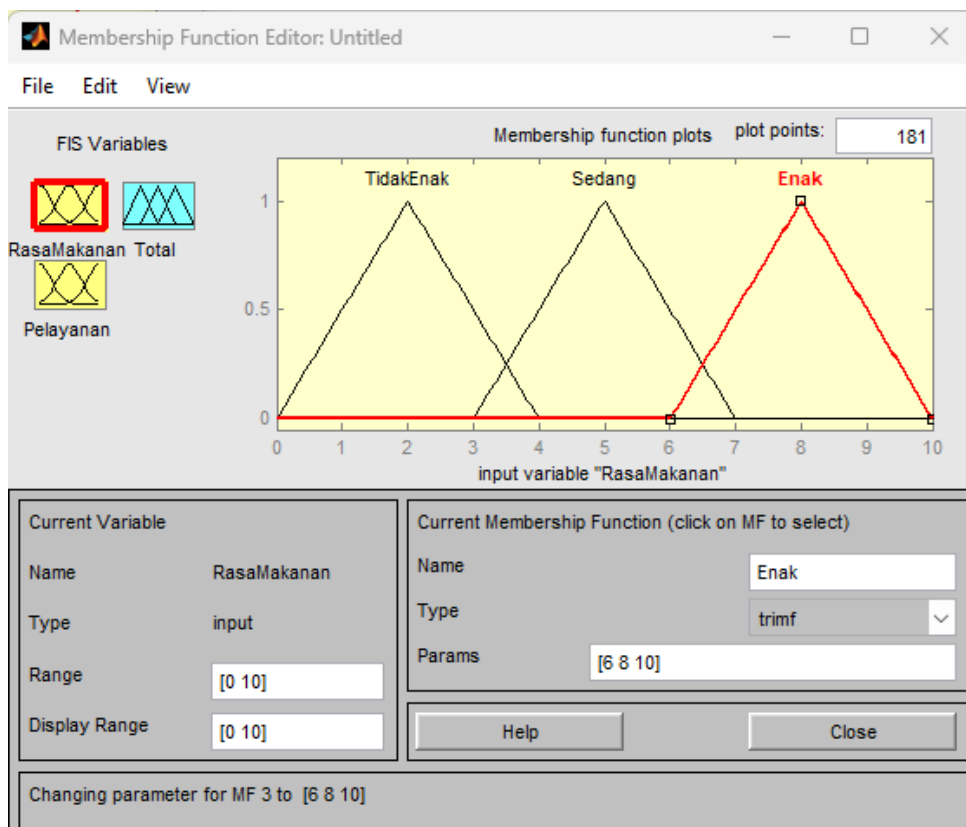 Membership Function Editor: Untitled
File Edit View
FIS Variables
Membership function plots plot points: 181
RasaMakanan Total
Pelayanan
TidakEnak Sedang Enak
1
0.5
0
0 1 2 3 4 5 6 7 8 9 10
input variable "RasaMakanan"
Current Variable
Name RasaMakanan
Type input
Range [0 10]
Display Range [0 10]
Current Membership Function (click on MF to select)
Name Enak
Type trimf
Params [6 8 10]
Help Close
Changing parameter for MF 3 to [6 8 10]